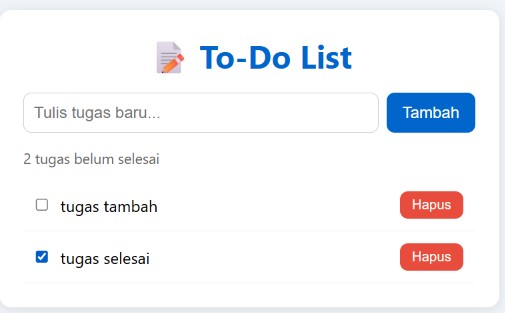 To-Do List
Tulis tugas baru...
Tambah
2 tugas belum selesai
tugas tambah
Hapus
tugas selesai
Hapus